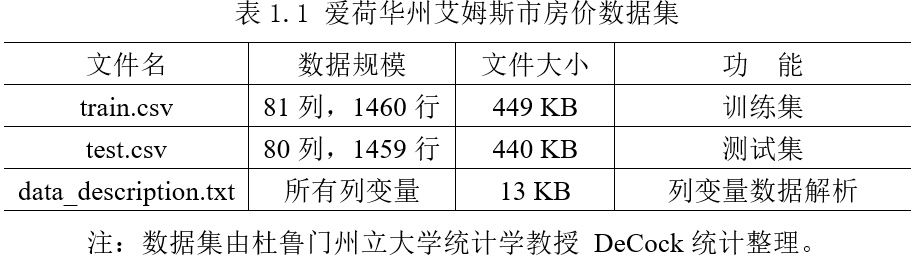 表 1.1 爱荷华州艾姆斯市房价数据集
文件名 数据规模 文件大小 功 能
train.csv 81 列，1460 行 449 KB 训练集
test.csv 80 列，1459 行 440 KB 测试集
data_description.txt 所有列变量 13 KB 列变量数据解析
注：数据集由杜鲁门州立大学统计学教授 DeCock 统计整理。